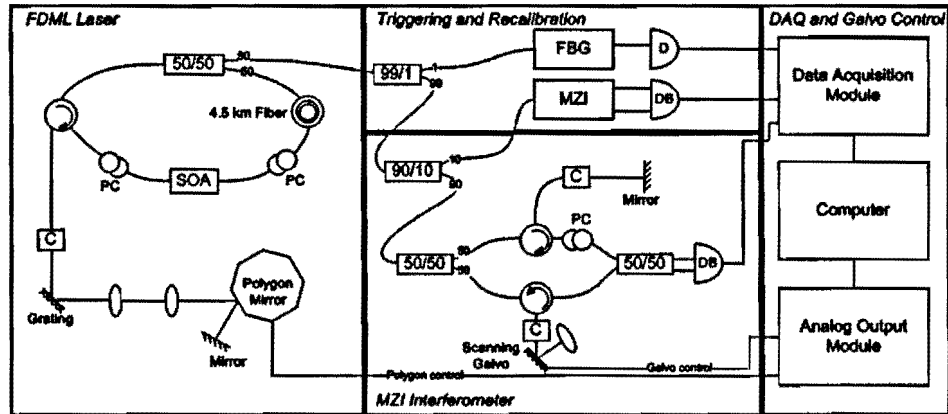 FDML Laser
50/50
50
50
4.5 km Fiber
PC
SOA
PC
C
Grating
Polygon
Mirror
Mirror
Polygon control
Triggering and Recalibration
99/1
1
99
FBG
D
MZI
DB
90/10
10
90
C
Mirror
PC
50/50
50
50
50/50
DB
C
Scanning
Galvo
Galvo control
MZI Interferometer
DAQ and Galvo Control
Data Acquisition
Module
Computer
Analog Output
Module